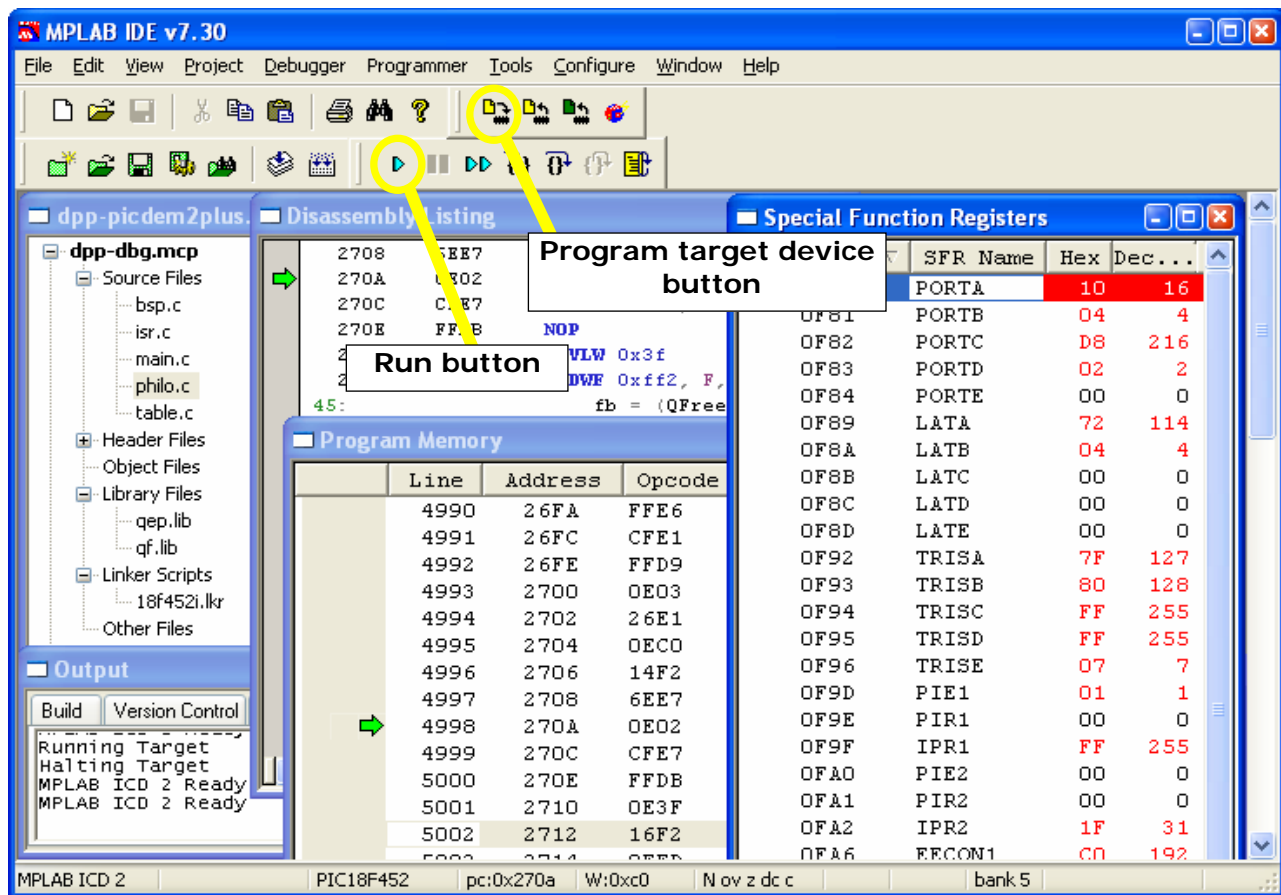 MPLAB IDE v7.30
File Edit View Project Debugger Programmer Tools Configure Window Help
dpp-picdem2plus.
dpp-dbg.mcp
Source Files
bsp.c
isr.c
main.c
philo.c
table.c
Header Files
Object Files
Library Files
qep.lib
qf.lib
Linker Scripts
18f452i.lkr
Other Files
Disassembly Listing
2708
270A
270C
270E NOP
0x3f
0xff2, F,
45: fb = (QFree
Program target device
button
Run button
Program Memory
Line Address Opcode
4990 26FA FFE6
4991 26FC CFE1
4992 26FE FFD9
4993 2700 0E03
4994 2702 26E1
4995 2704 0EC0
4996 2706 14F2
4997 2708 6EE7
4998 270A 0E02
4999 270C CFE7
5000 270E FFDB
5001 2710 0E3F
5002 2712 16F2
Special Function Registers
SFR Name Hex Dec...
PORTA 10 16
0F81 PORTB 04 4
0F82 PORTC D8 216
0F83 PORTD 02 2
0F84 PORTE 00 0
0F89 LATA 72 114
0F8A LATB 04 4
0F8B LATC 00 0
0F8C LATD 00 0
0F8D LATE 00 0
0F92 TRISA 7F 127
0F93 TRISB 80 128
0F94 TRISC FF 255
0F95 TRISD FF 255
0F96 TRISE 07 7
0F9D PIE1 01 1
0F9E PIR1 00 0
0F9F IPR1 FF 255
0FA0 PIE2 00 0
0FA1 PIR2 00 0
0FA2 IPR2 1F 31
0FA6 EECON1 C0 192
Output
Build Version Control
Running Target
Halting Target
MPLAB ICD 2 Ready
MPLAB ICD 2 Ready
MPLAB ICD 2 PIC18F452 pc:0x270a W:0xc0 N ov z dc c bank 5